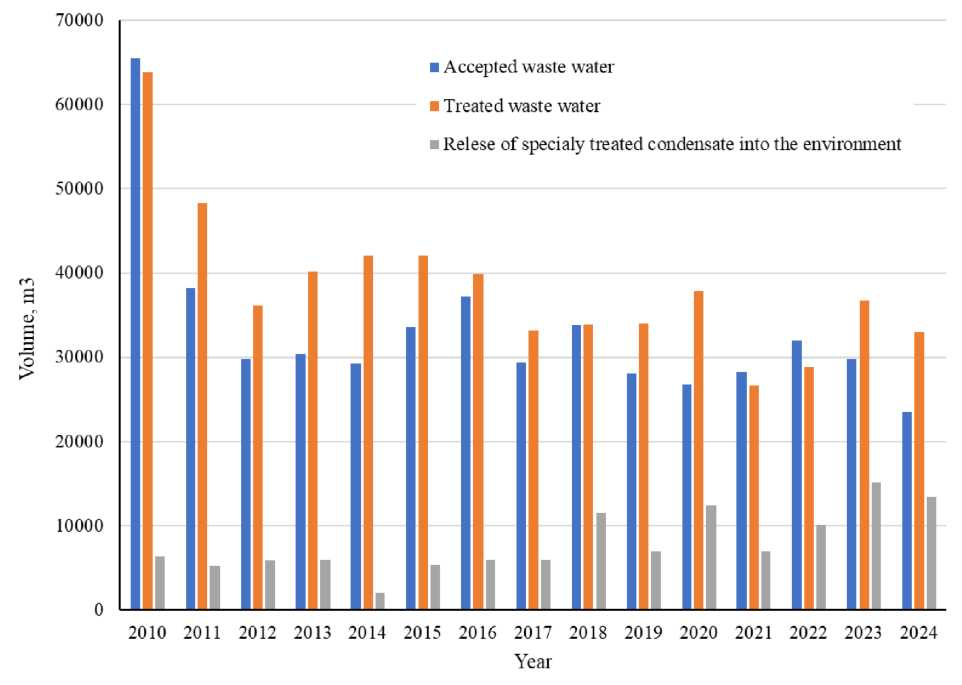 70000
60000
50000
40000
30000
20000
10000
0
Volume, m3
Accepted waste water
Treated waste water
Relese of specialy treated condensate into the environment
2010 2011 2012 2013 2014 2015 2016 2017 2018 2019 2020 2021 2022 2023 2024
Year